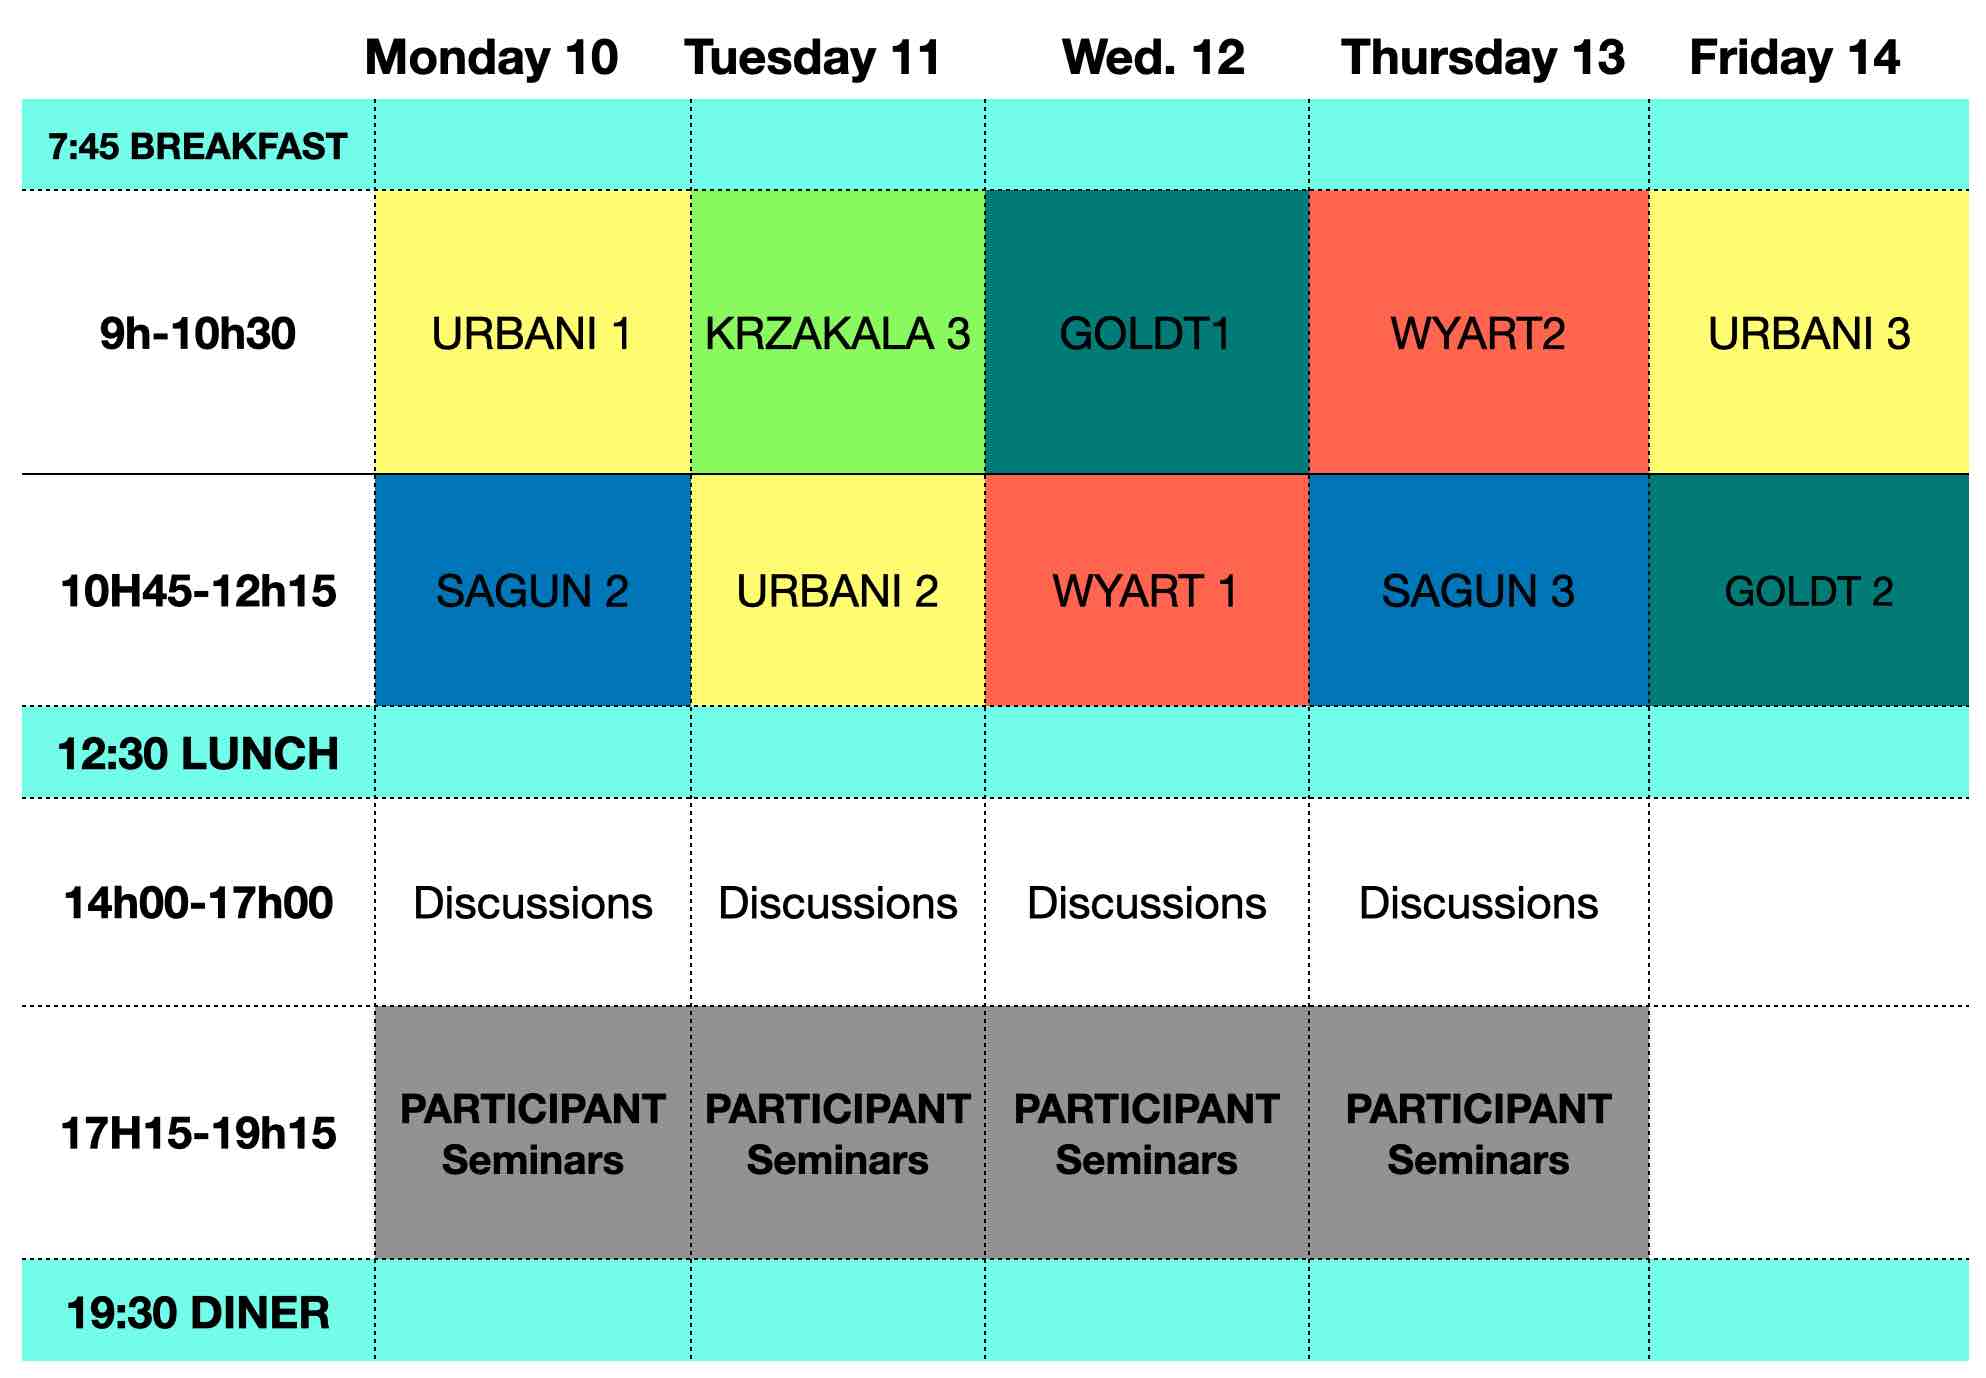 Monday 10 Tuesday 11 Wed. 12 Thursday 13 Friday 14
7:45 BREAKFAST
9h-10h30 URBANI 1 KRZAKALA 3 GOLDT1 WYART2 URBANI 3
10H45-12h15 SAGUN 2 URBANI 2 WYART 1 SAGUN 3 GOLDT 2
12:30 LUNCH
14h00-17h00 Discussions Discussions Discussions Discussions
17H15-19h15 PARTICIPANT PARTICIPANT PARTICIPANT PARTICIPANT
Seminars Seminars Seminars Seminars
19:30 DINER